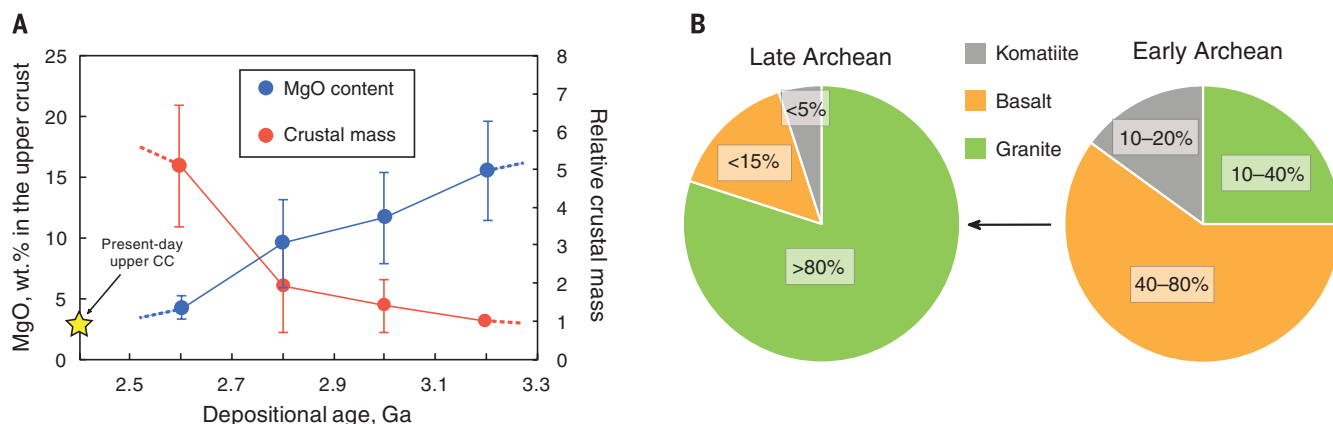 A
25
20
15
10
5
0
MgO, wt.% in the upper crust
MgO content
Crustal mass
Present-day
upper CC
8
7
6
5
4
3
2
1
0
Relative crustal mass
2.5
2.7
2.9
3.1
3.3
Depositional age, Ga
B
Late Archean
<5%
<15%
>80%
Komatiite
Basalt
Granite
Early Archean
10–20%
10–40%
40–80%